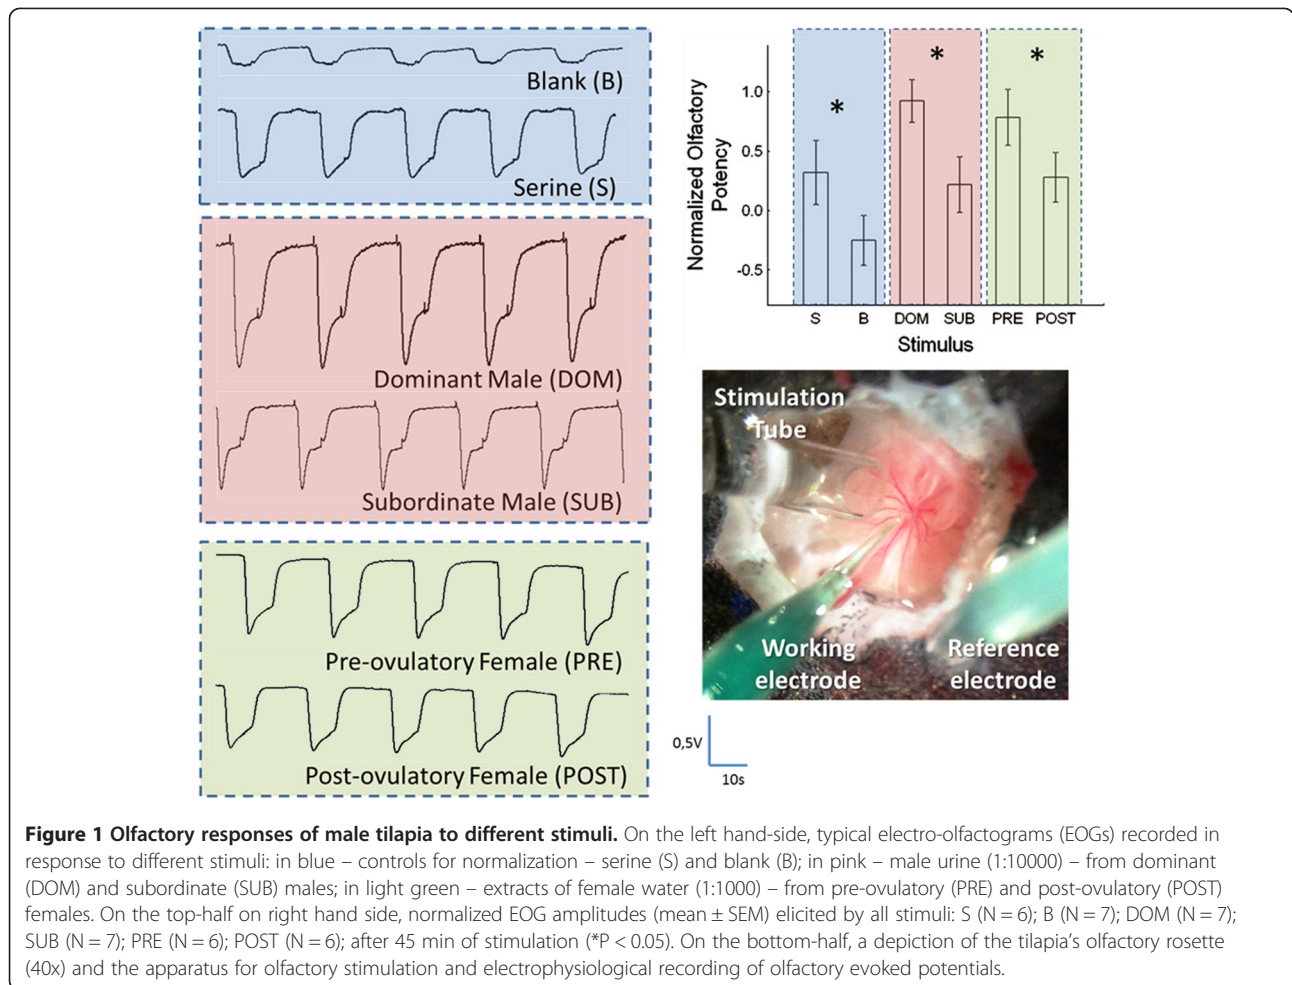 Blank (B)
Serine (S)
Dominant Male (DOM)
Subordinate Male (SUB)
Pre-ovulatory Female (PRE)
Post-ovulatory Female (POST)
Normalized Olfactory
Potency
1.0
0.5
0.0
-0.5
*
*
*
S B DOM SUB PRE POST
Stimulus
Stimulation
Tube
Working
electrode
Reference
electrode
0,5V
10s
Figure 1 Olfactory responses of male tilapia to different stimuli. On the left hand-side, typical electro-olfactograms (EOGs) recorded in
response to different stimuli: in blue – controls for normalization – serine (S) and blank (B); in pink – male urine (1:10000) – from dominant
(DOM) and subordinate (SUB) males; in light green – extracts of female water (1:1000) – from pre-ovulatory (PRE) and post-ovulatory (POST)
females. On the top-half on right hand side, normalized EOG amplitudes (mean ± SEM) elicited by all stimuli: S (N = 6); B (N = 7); DOM (N = 7);
SUB (N = 7); PRE (N = 6); POST (N = 6); after 45 min of stimulation (*P < 0.05). On the bottom-half, a depiction of the tilapia's olfactory rosette
(40x) and the apparatus for olfactory stimulation and electrophysiological recording of olfactory evoked potentials.